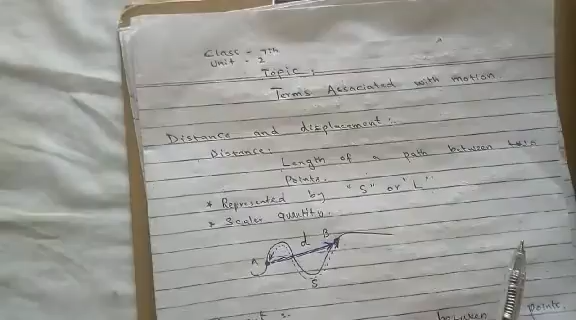 Class - 7th
Unit - 2
Topic:
Terms Associated with motion
Distance and displacement:
Distance:
Length of a path between two
Points.
* Represented by "S" or "L".
* Scaler quantity.
A d B
S
between points.